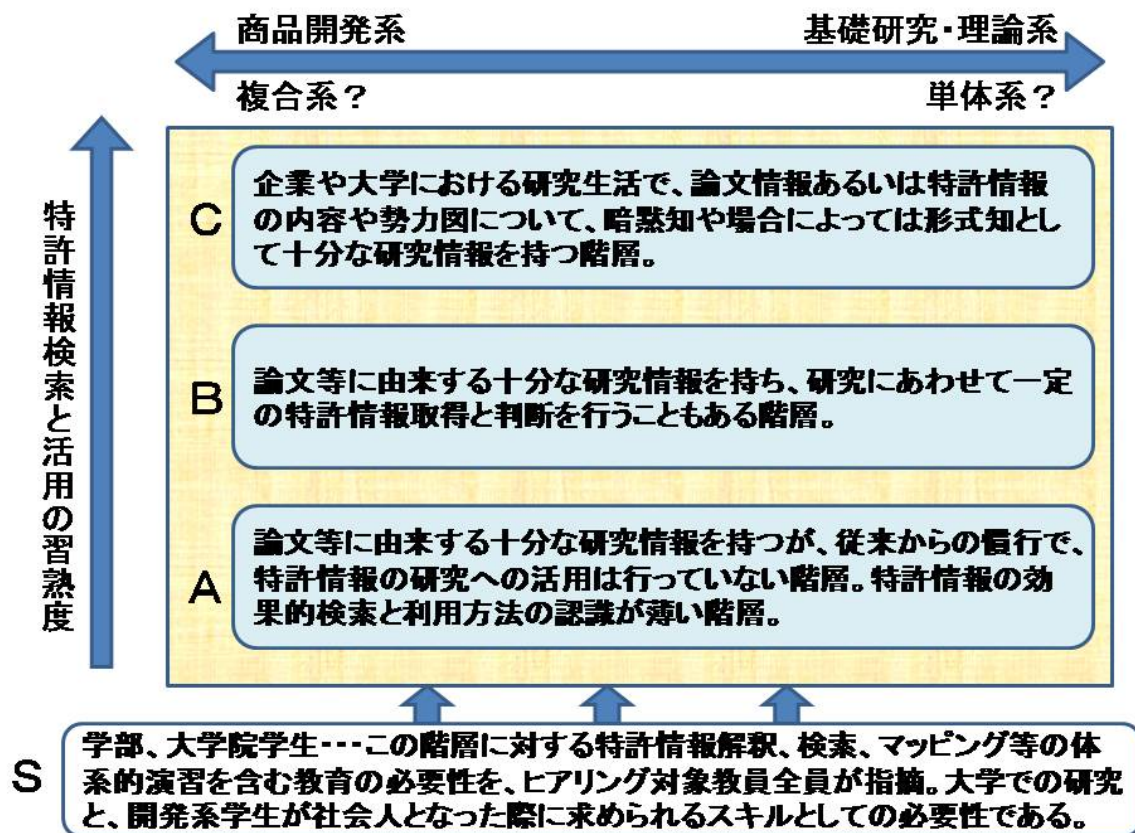 商品開発系
基礎研究・理論系
複合系？
単体系？
特許情報検索と活用の習熟度
C
企業や大学における研究生活で、論文情報あるいは特許情報
の内容や勢力図について、暗黙知や場合によっては形式知とし
て十分な研究情報を持つ階層。
B
論文等に由来する十分な研究情報を持ち、研究にあわせて一定
の特許情報取得と判断を行うこともある階層。
A
論文等に由来する十分な研究情報を持つが、従来からの慣行で、
特許情報の研究への活用は行っていない階層。特許情報の効
果的検索と利用方法の認識が薄い階層。
S
学部、大学院学生・・・この階層に対する特許情報解釈、検索、マッピング等の体
系的演習を含む教育の必要性を、ヒアリング対象教員全員が指摘。大学での研究
と、開発系学生が社会人となった際に求められるスキルとしての必要性である。